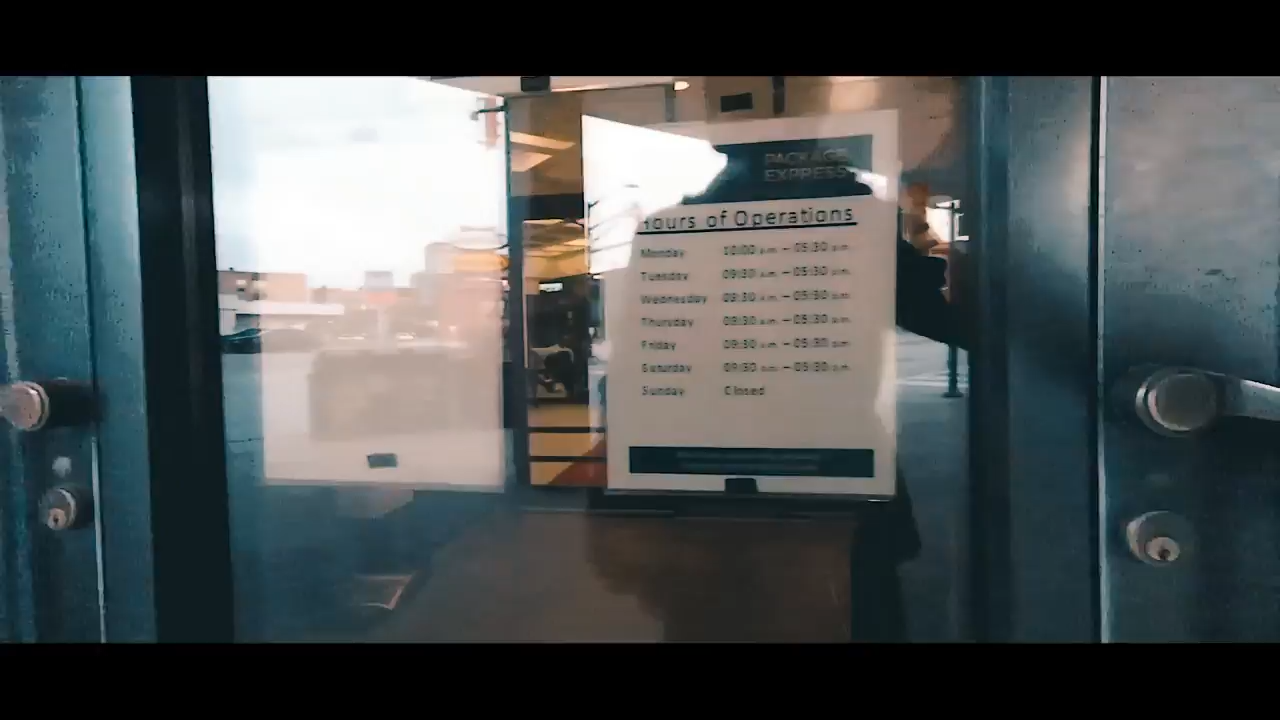 PACKAGE
EXPRESS
Hours of Operations
Monday 10:00 a.m. – 05:30 p.m.
Tuesday 09:30 a.m. – 05:30 p.m.
Wednesday 09:30 a.m. – 05:30 p.m.
Thursday 09:30 a.m. – 05:30 p.m.
Friday 09:30 a.m. – 05:30 p.m.
Saturday 09:30 a.m. – 05:30 p.m.
Sunday Closed